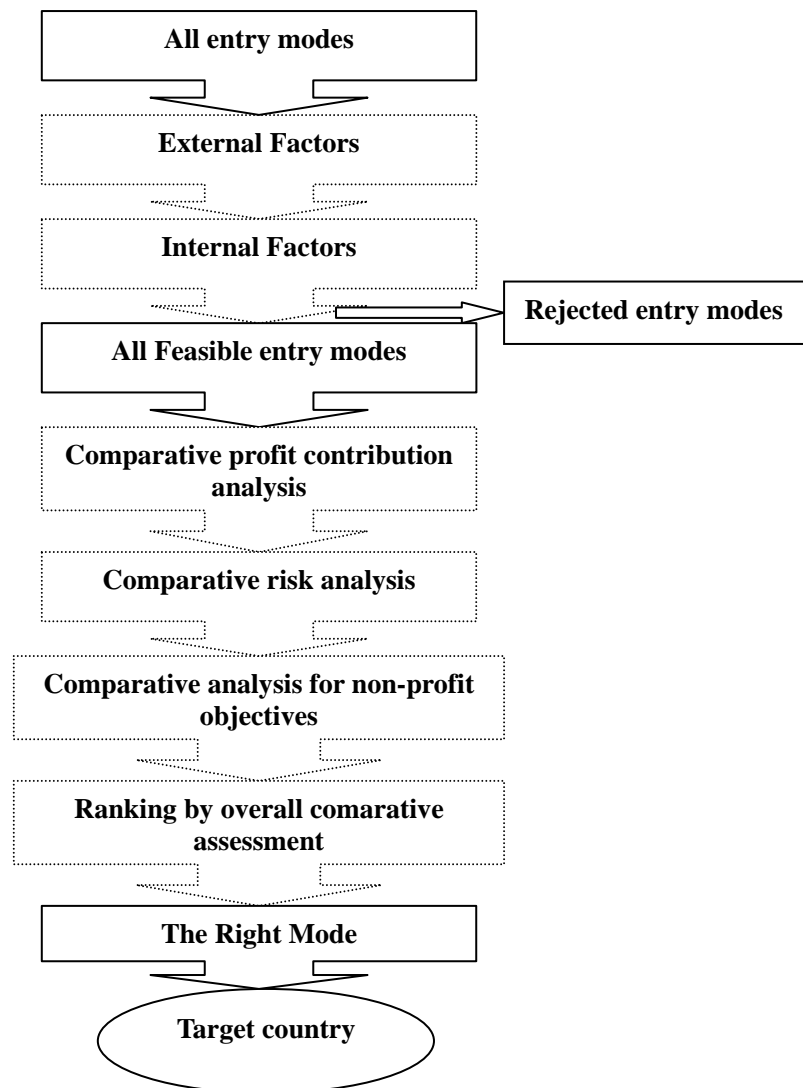 All entry modes
External Factors
Internal Factors
Rejected entry modes
All Feasible entry modes
Comparative profit contribution
analysis
Comparative risk analysis
Comparative analysis for non-profit
objectives
Ranking by overall comarative
assessment
The Right Mode
Target country